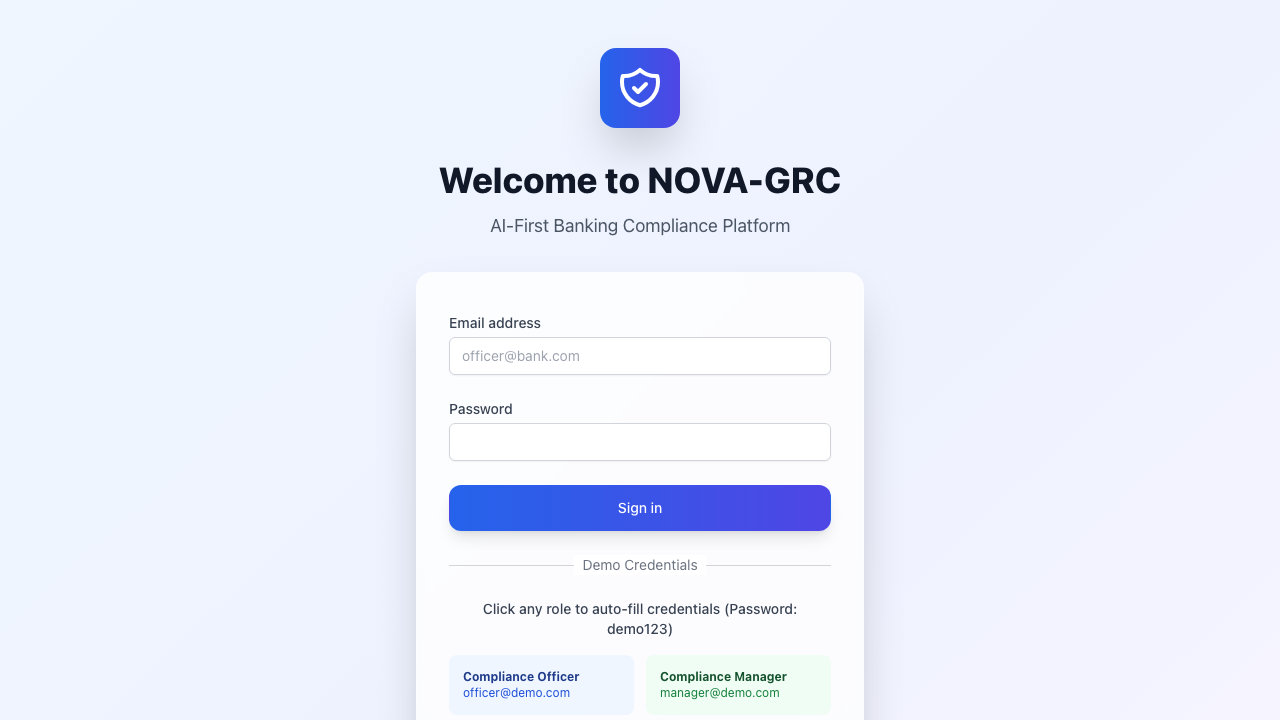 Welcome to NOVA-GRC
AI-First Banking Compliance Platform
Email address
officer@bank.com
Password
Sign in
Demo Credentials
Click any role to auto-fill credentials (Password:
demo123)
Compliance Officer
officer@demo.com
Compliance Manager
manager@demo.com